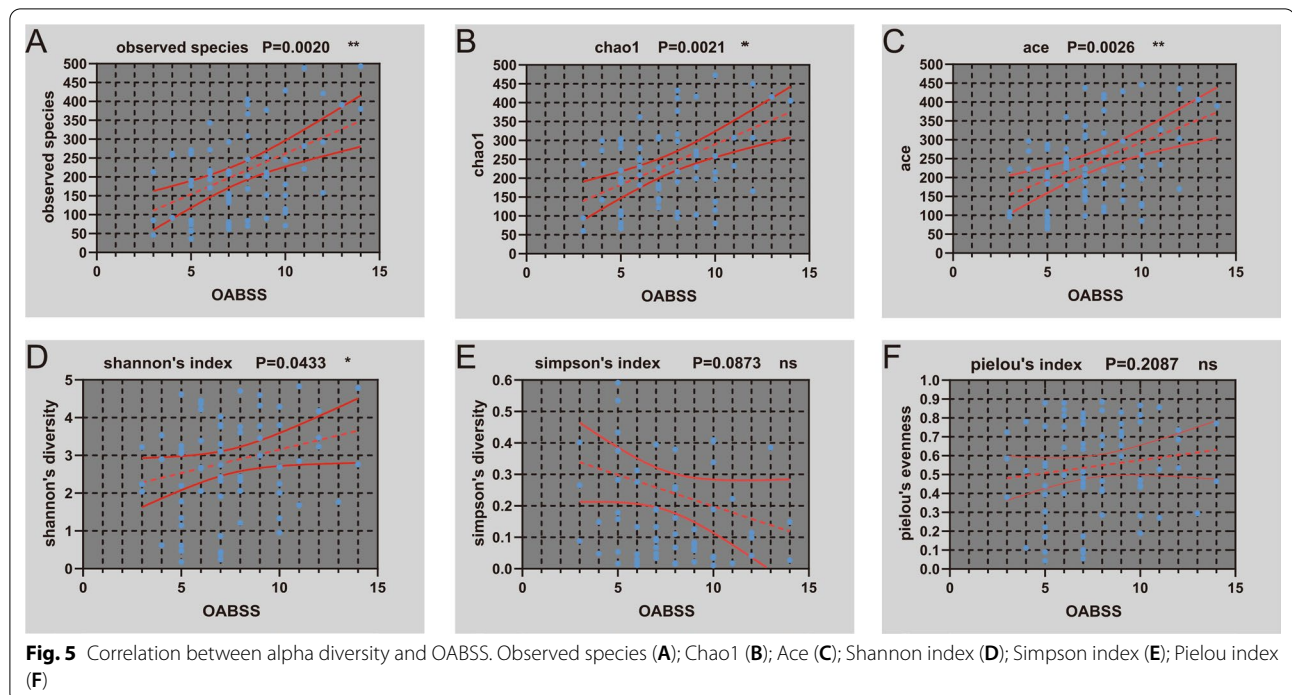 A observed species P=0.0020 **
observed species
500
450
400
350
300
250
200
150
100
50
0
0 5 10 15
OABSS
B chao1 P=0.0021 **
chao1
500
450
400
350
300
250
200
150
100
50
0
0 5 10 15
OABSS
C ace P=0.0026 **
ace
500
450
400
350
300
250
200
150
100
50
0
0 5 10 15
OABSS
D shannon's index P=0.0433 *
shannon's diversity
5
4
3
2
1
0
0 5 10 15
OABSS
E simpson's index P=0.0873 ns
simpson's diversity
0.6
0.5
0.4
0.3
0.2
0.1
0.0
0 5 10 15
OABSS
F pielou's index P=0.2087 ns
pielou's evenness
1.0
0.9
0.8
0.7
0.6
0.5
0.4
0.3
0.2
0.1
0.0
0 5 10 15
OABSS
Fig. 5 Correlation between alpha diversity and OABSS. Observed species (A); Chao1 (B); Ace (C); Shannon index (D); Simpson index (E); Pielou index
(F)